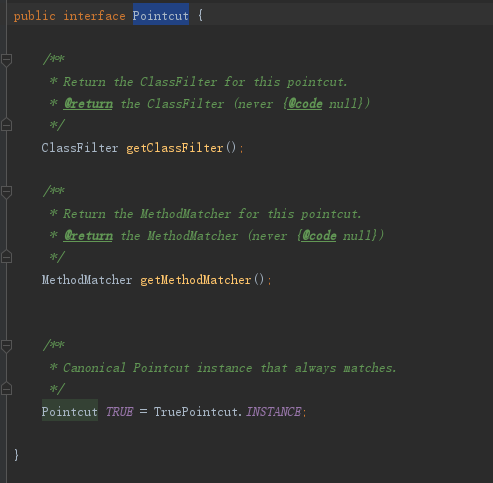 public interface Pointcut {
/**
* Return the ClassFilter for this pointcut.
* @return the ClassFilter (never {@code null})
*/
ClassFilter getClassFilter();
/**
* Return the MethodMatcher for this pointcut.
* @return the MethodMatcher (never {@code null})
*/
MethodMatcher getMethodMatcher();
/**
* Canonical Pointcut instance that always matches.
*/
Pointcut TRUE = TruePointcut.INSTANCE;
}